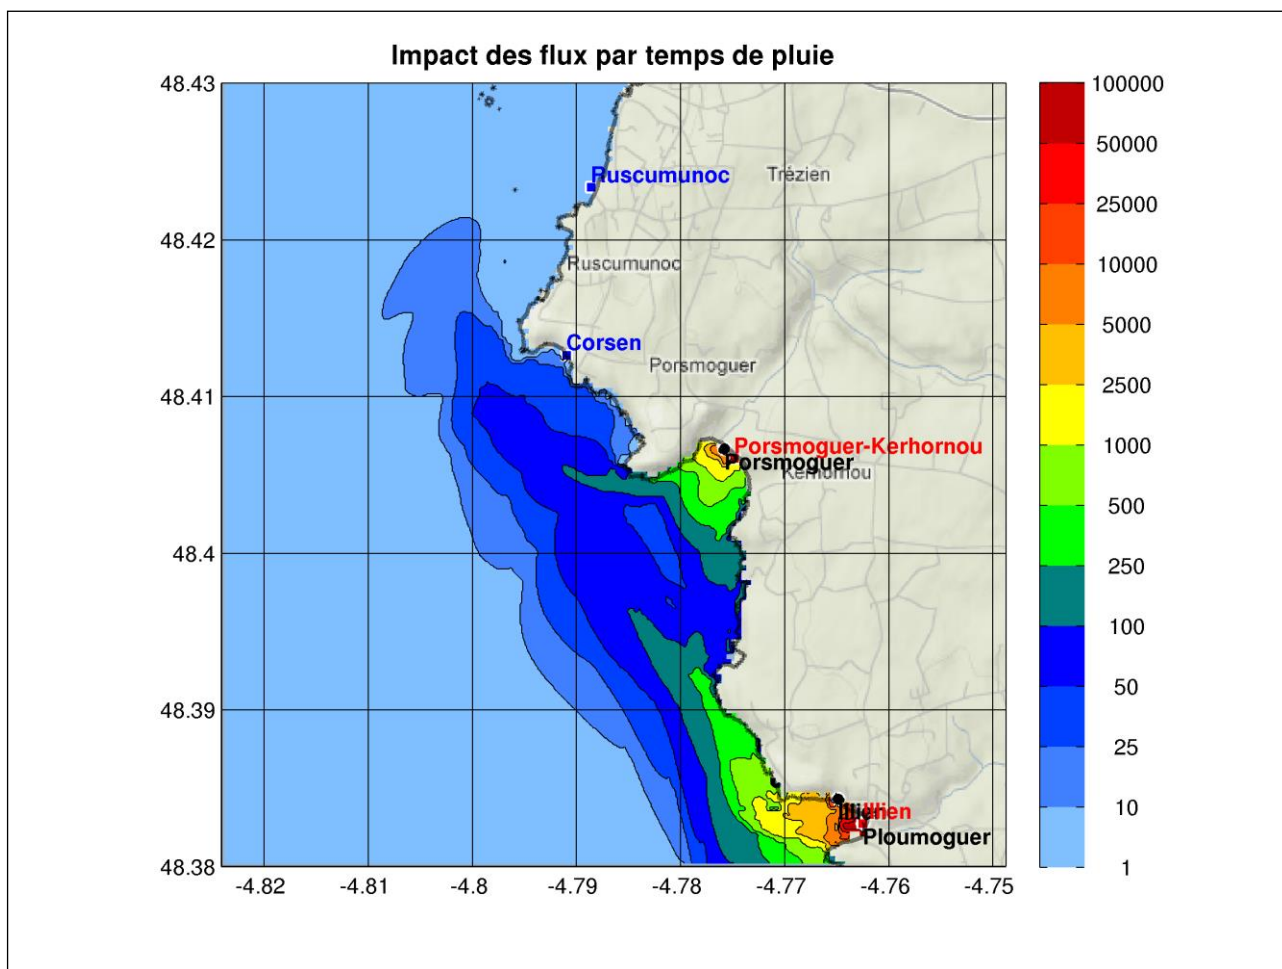 Impact des flux par temps de pluie
48.43
48.42
48.41
48.4
48.39
48.38
-4.82
-4.81
-4.8
-4.79
-4.78
-4.77
-4.76
-4.75
Ruscumunoc
Trézien
Ruscumunoc
Corsen
Porsmoguer
Porsmoguer-Kerhornou
Porsmoguer
Kerhornou
Illien
Illien
Ploumoguer
100000
50000
25000
10000
5000
2500
1000
500
250
100
50
25
10
1